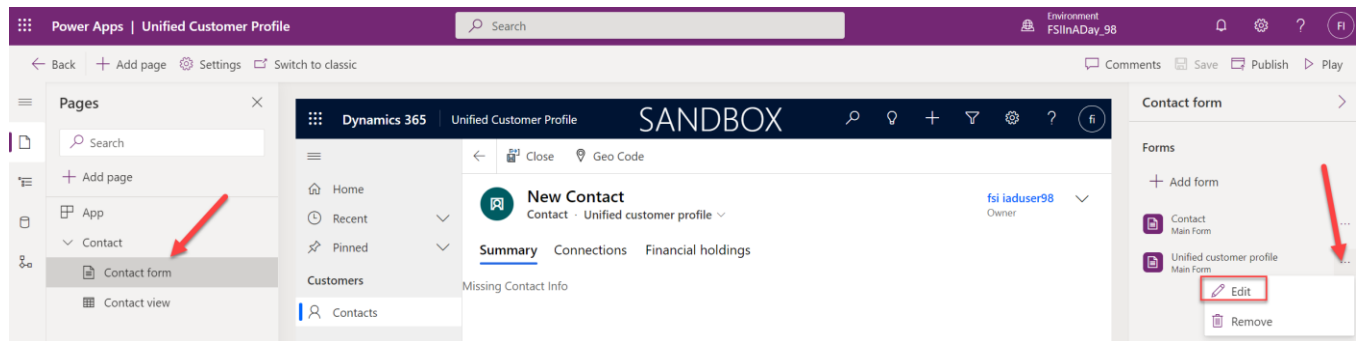 Power Apps | Unified Customer Profile
Search
Environment
FSIInADay_98
?
FI
Back
Add page
Settings
Switch to classic
Comments
Save
Publish
Play
Pages
Search
Add page
App
Contact
Contact form
Contact view
Dynamics 365
Unified Customer Profile
SANDBOX
?
fi
Close
Geo Code
Home
Recent
Pinned
Customers
Contacts
New Contact
Contact · Unified customer profile
fsi iaduser98
Owner
Summary
Connections
Financial holdings
Missing Contact Info
Contact form
Forms
Add form
Contact
Main Form
...
Unified customer profile
Main Form
...
Edit
Remove